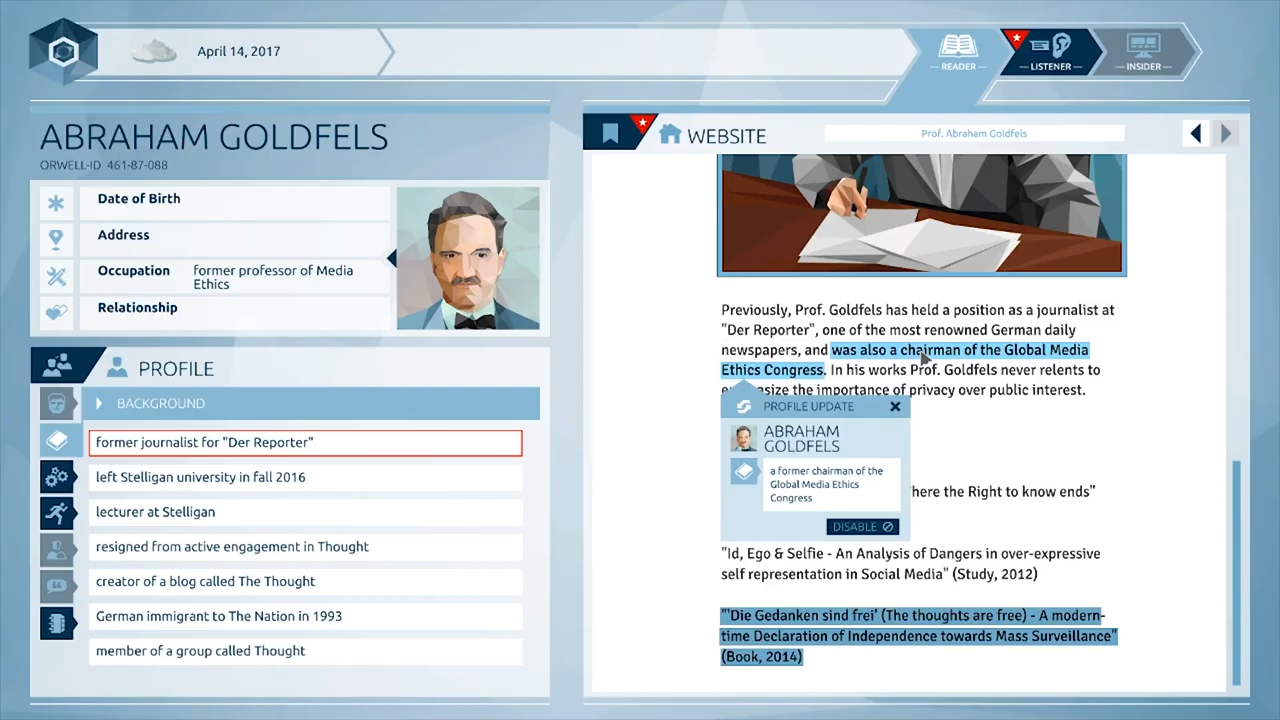 April 14, 2017
READER
LISTENER
INSIDER
ABRAHAM GOLDFELS
ORWELL-ID 461-87-088
Date of Birth
Address
Occupation former professor of Media
Ethics
Relationship
PROFILE
BACKGROUND
former journalist for "Der Reporter"
left Stelligan university in fall 2016
lecturer at Stelligan
resigned from active engagement in Thought
creator of a blog called The Thought
German immigrant to The Nation in 1993
member of a group called Thought
WEBSITE
Prof. Abraham Goldfels
Previously, Prof. Goldfels has held a position as a journalist at
"Der Reporter", one of the most renowned German daily
newspapers, and was also a chairman of the Global Media
Ethics Congress. In his works Prof. Goldfels never relents to
the importance of privacy over public interest.
PROFILE UPDATE
ABRAHAM
GOLDFELS
a former chairman of the
Global Media Ethics
Congress
DISABLE
the Right to know ends"
"Id, Ego & Selfie - An Analysis of Dangers in over-expressive
self representation in Social Media" (Study, 2012)
"'Die Gedanken sind frei' (The thoughts are free) - A modern-
time Declaration of Independence towards Mass Surveillance"
(Book, 2014)